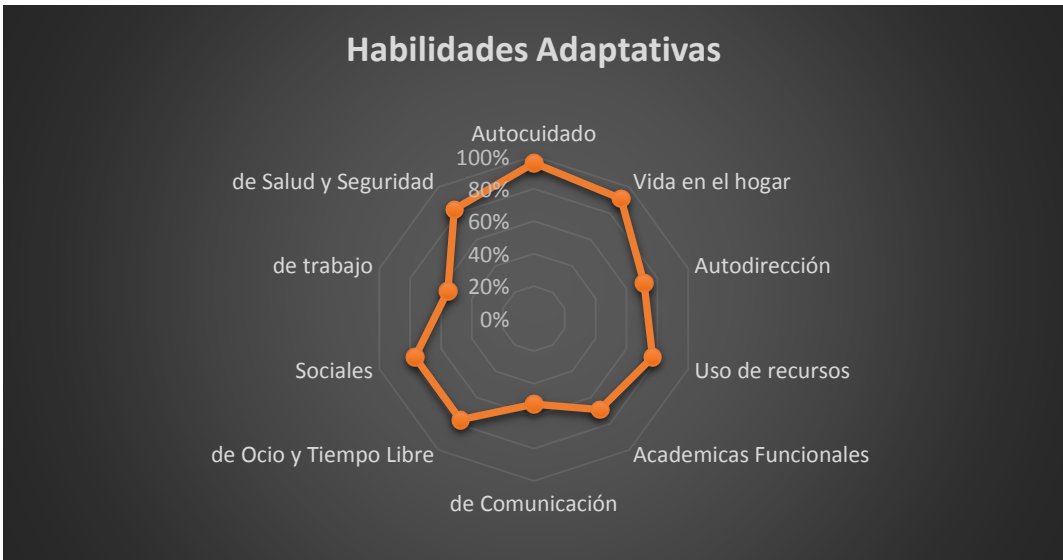 Habilidades Adaptativas
Autocuidado
Vida en el hogar
Autodirección
Uso de recursos
Academicas Funcionales
de Comunicación
de Ocio y Tiempo Libre
Sociales
de trabajo
de Salud y Seguridad
100%
80%
60%
40%
20%
0%